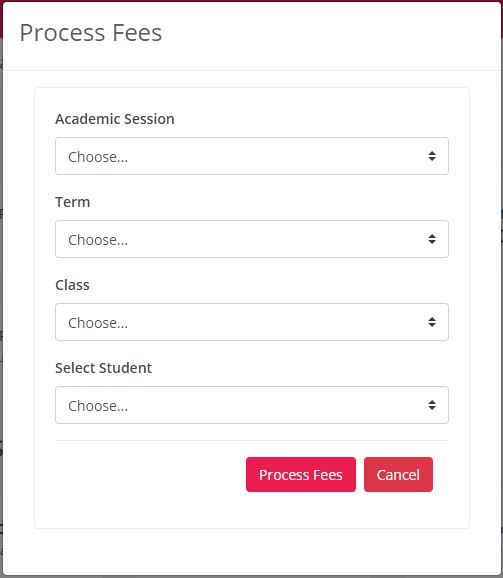 Process Fees
Academic Session
Choose...
Term
Choose...
Class
Choose...
Select Student
Choose...
Process Fees Cancel